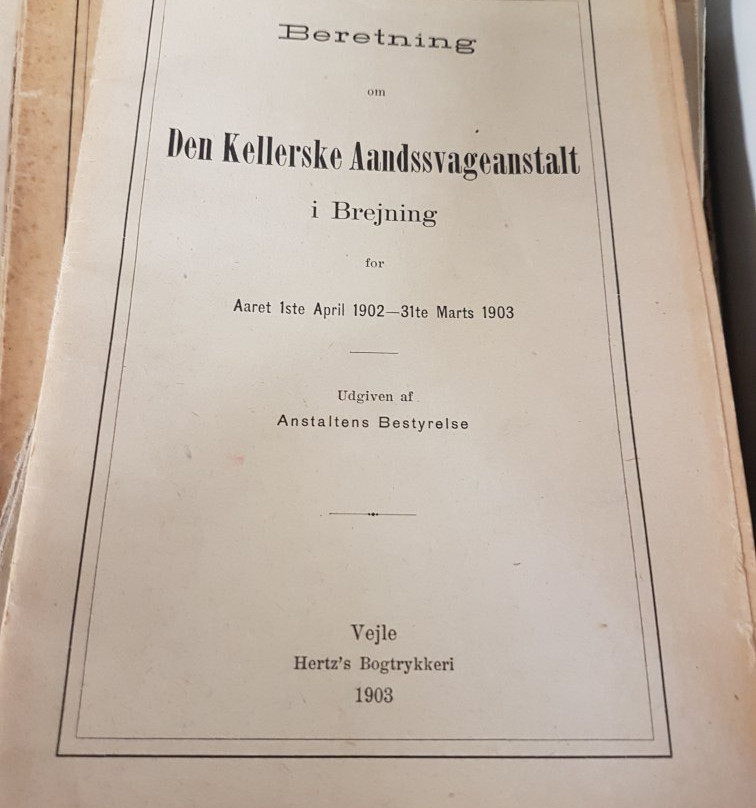 Beretning
om
Den Kellerske Aandssvageanstalt
i Brejning
for
Aaret 1ste April 1902—31te Marts 1903
Udgiven af
Anstaltens Bestyrelse
Vejle
Hertz's Bogtrykkeri
1903